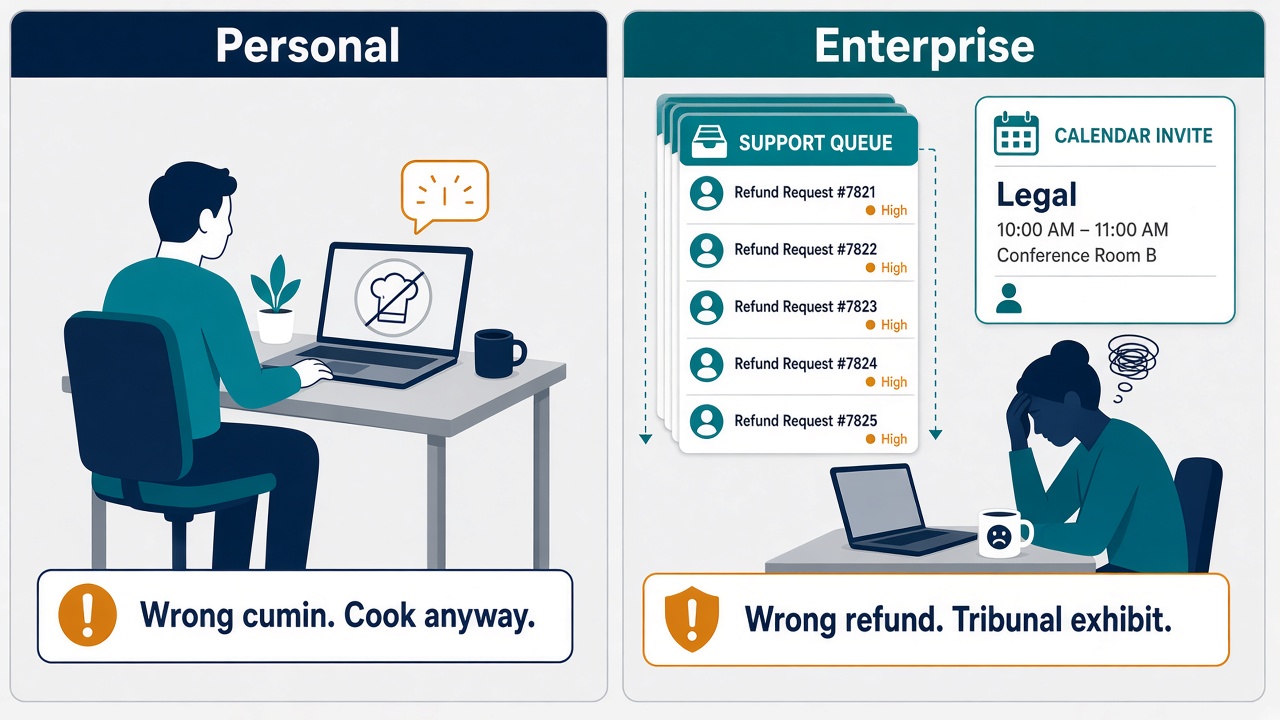 Personal
Wrong cumin. Cook anyway.
Enterprise
SUPPORT QUEUE
Refund Request #7821
High
Refund Request #7822
High
Refund Request #7823
High
Refund Request #7824
High
Refund Request #7825
High
CALENDAR INVITE
Legal
10:00 AM – 11:00 AM
Conference Room B
Wrong refund. Tribunal exhibit.